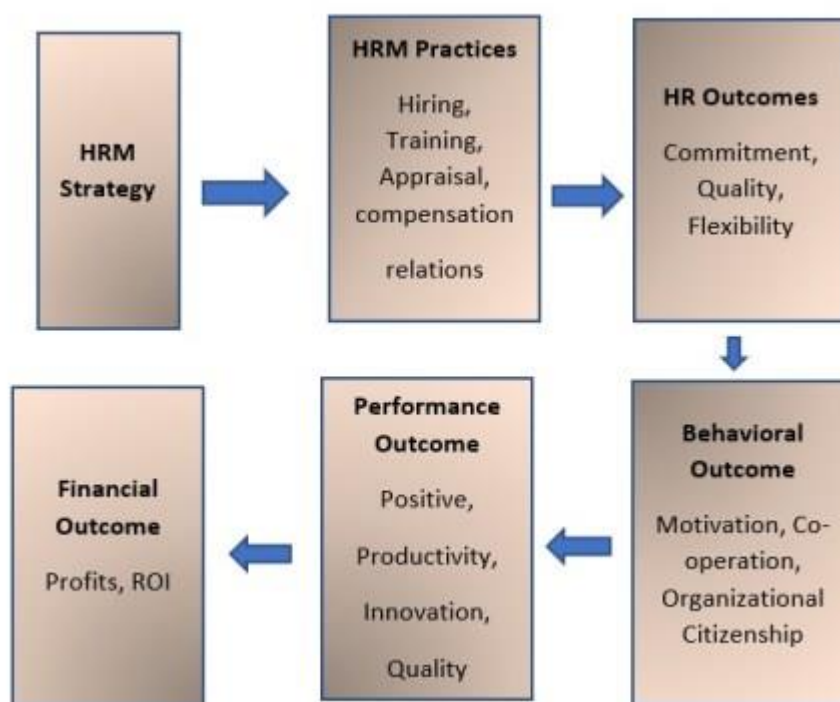 HRM
Strategy
HRM Practices
Hiring,
Training,
Appraisal,
compensation
relations
HR Outcomes
Commitment,
Quality,
Flexibility
Behavioral
Outcome
Motivation, Co-
operation,
Organizational
Citizenship
Performance
Outcome
Positive,
Productivity,
Innovation,
Quality
Financial
Outcome
Profits, ROI